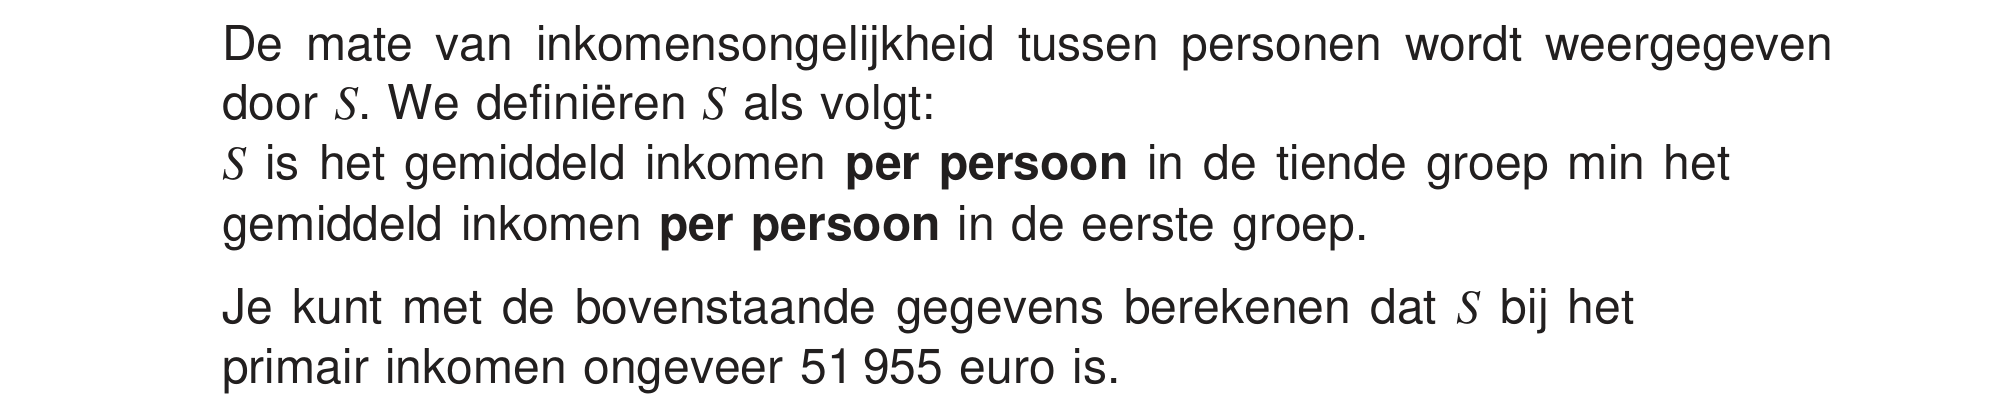 De mate van inkomensongelijkheid tussen personen wordt weergegeven
door S. We definiëren S als volgt:
S is het gemiddeld inkomen per persoon in de tiende groep min het
gemiddeld inkomen per persoon in de eerste groep.
Je kunt met de bovenstaande gegevens berekenen dat S bij het
primair inkomen ongeveer 51 955 euro is.